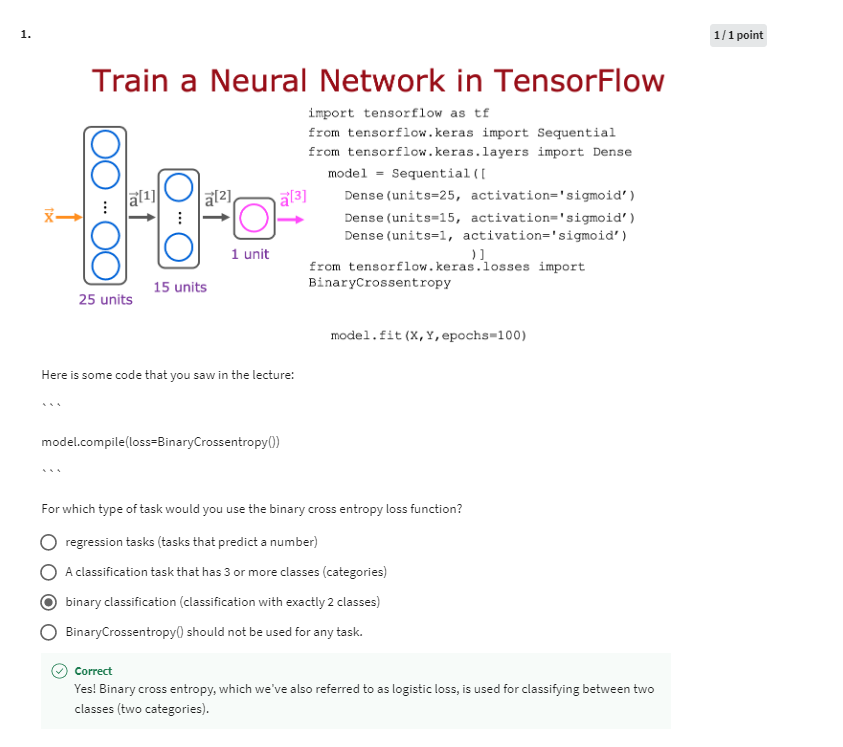 1.
1 / 1 point
Train a Neural Network in TensorFlow
import tensorflow as tf
from tensorflow.keras import Sequential
from tensorflow.keras.layers import Dense
model = Sequential([
Dense(units=25, activation='sigmoid')
Dense(units=15, activation='sigmoid')
Dense(units=1, activation='sigmoid')
)]
from tensorflow.keras.losses import
BinaryCrossentropy
model.fit(X,Y,epochs=100)
x⃗
a⃗[1]
a⃗[2]
a⃗[3]
1 unit
15 units
25 units
Here is some code that you saw in the lecture:
```
model.compile(loss=BinaryCrossentropy())
```
For which type of task would you use the binary cross entropy loss function?
regression tasks (tasks that predict a number)
A classification task that has 3 or more classes (categories)
binary classification (classification with exactly 2 classes)
BinaryCrossentropy() should not be used for any task.
Correct
Yes! Binary cross entropy, which we've also referred to as logistic loss, is used for classifying between two
classes (two categories).